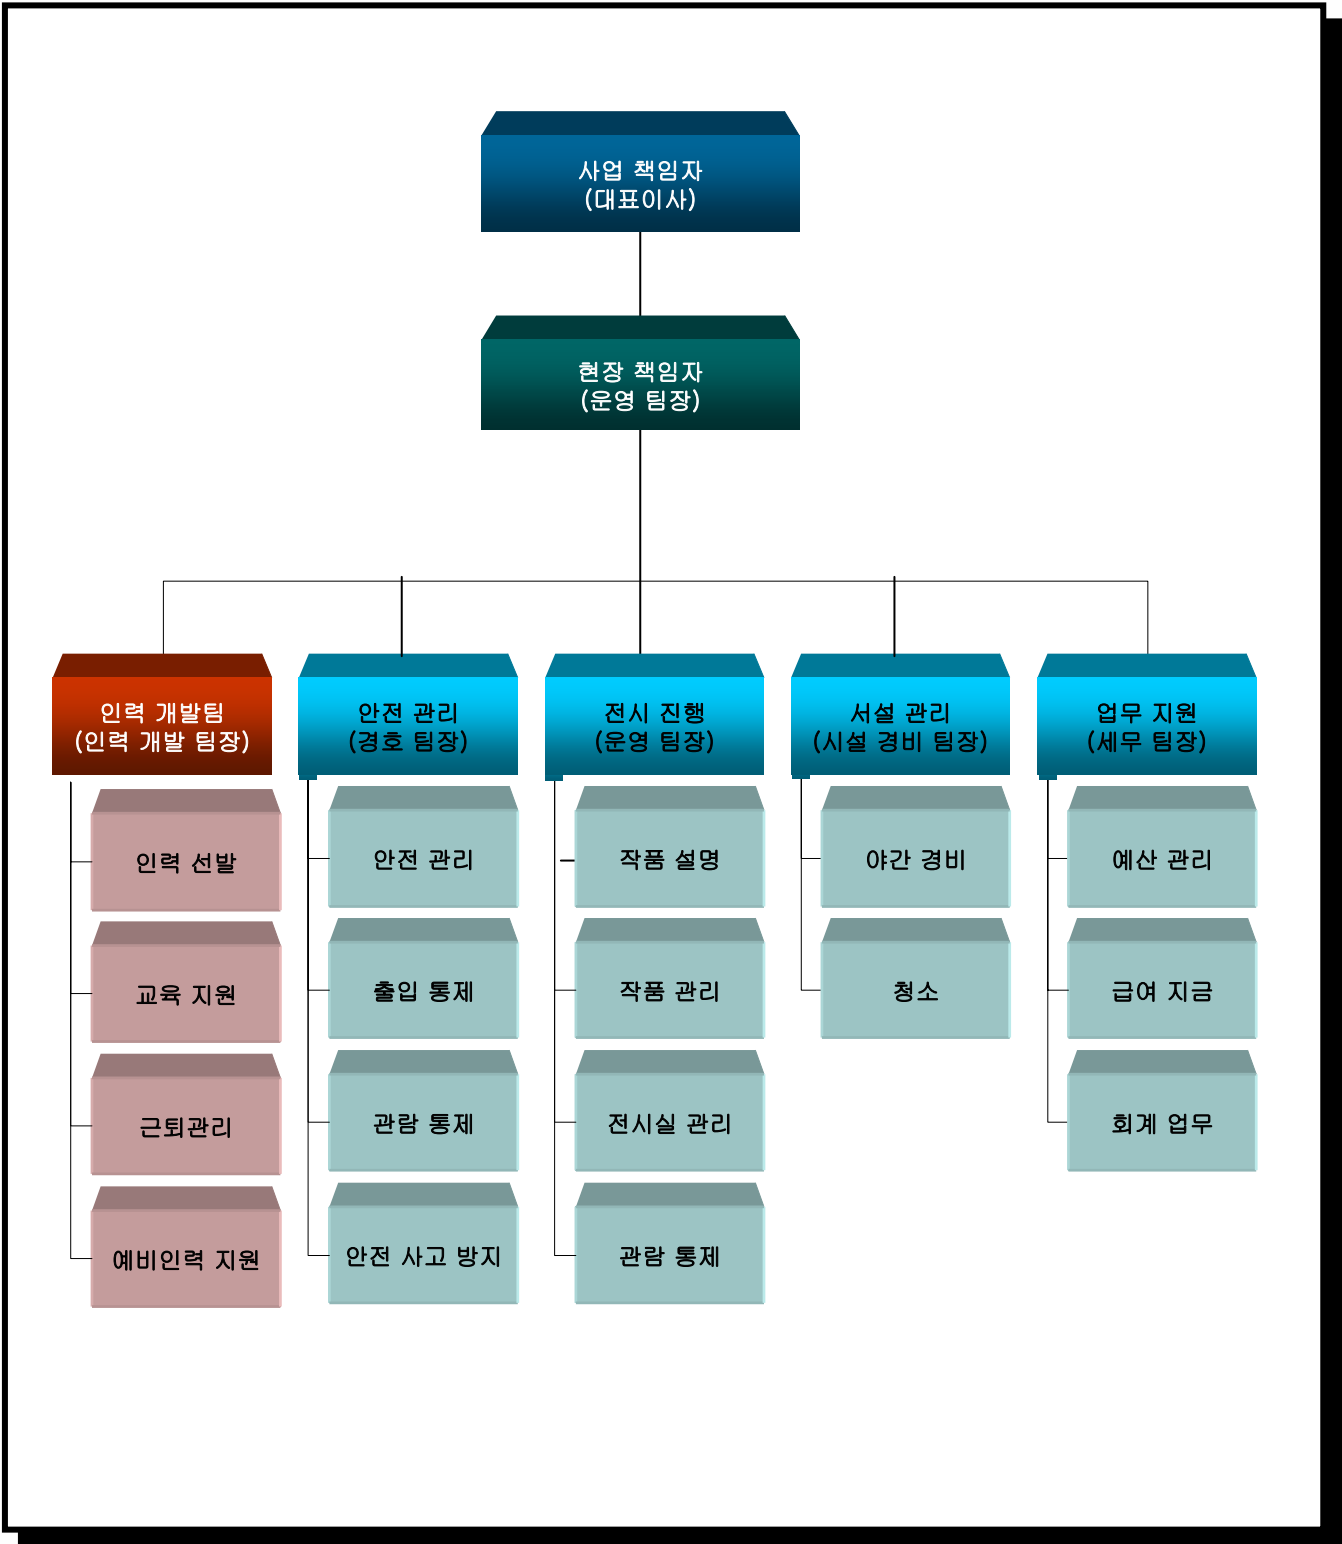 사업 책임자
(대표이사)
현장 책임자
(운영 팀장)
인력 개발팀
(인력 개발 팀장)
인력 선발
교육 지원
근퇴관리
예비인력 지원
안전 관리
(경호 팀장)
안전 관리
출입 통제
관람 통제
안전 사고 방지
전시 진행
(운영 팀장)
작품 설명
작품 관리
전시실 관리
관람 통제
서설 관리
(시설 경비 팀장)
야간 경비
청소
업무 지원
(세무 팀장)
예산 관리
급여 지금
회계 업무